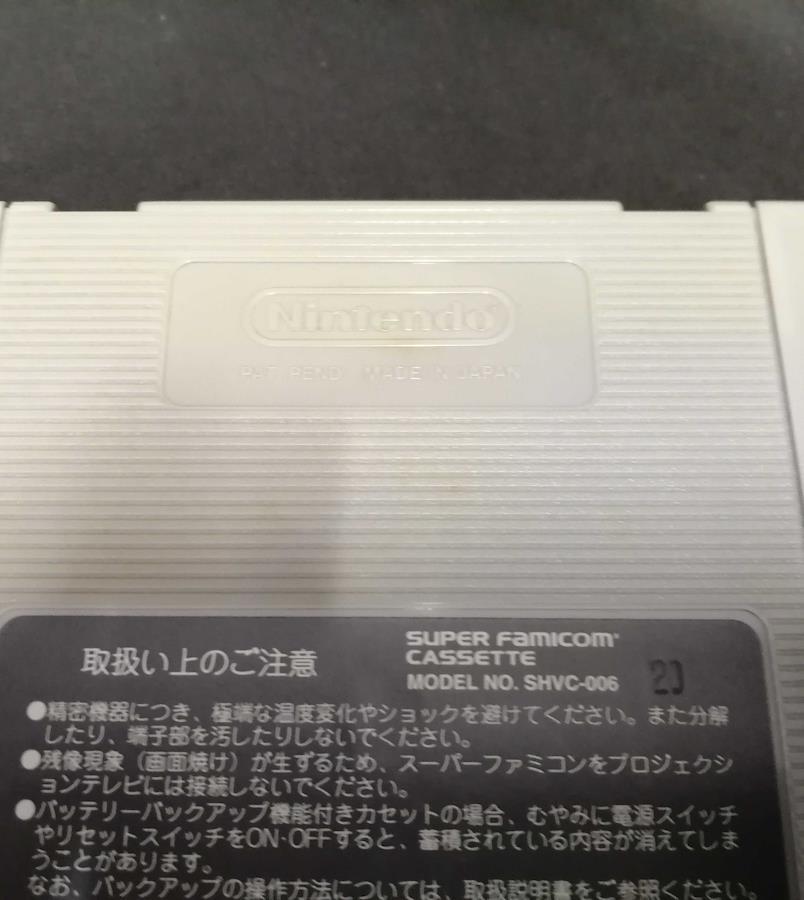 Nintendo
PAT. PEND. MADE IN JAPAN
取扱い上のご注意
SUPER FAMICOM
CASSETTE
MODEL NO. SHVC-006
●精密機器につき、極端な温度変化やショックを避けてください。また分解
したり、端子部を汚したりしないでください。
●残像現象（画面焼け）が生ずるため、スーパーファミコンをプロジェクシ
ョンテレビには接続しないでください。
●バッテリーバックアップ機能付きカセットの場合、むやみに電源スイッチ
やリセットスイッチをON・OFFすると、蓄積されている内容が消えてしま
うことがあります。
なお、バックアップの操作方法については、取扱説明書をご参照ください。